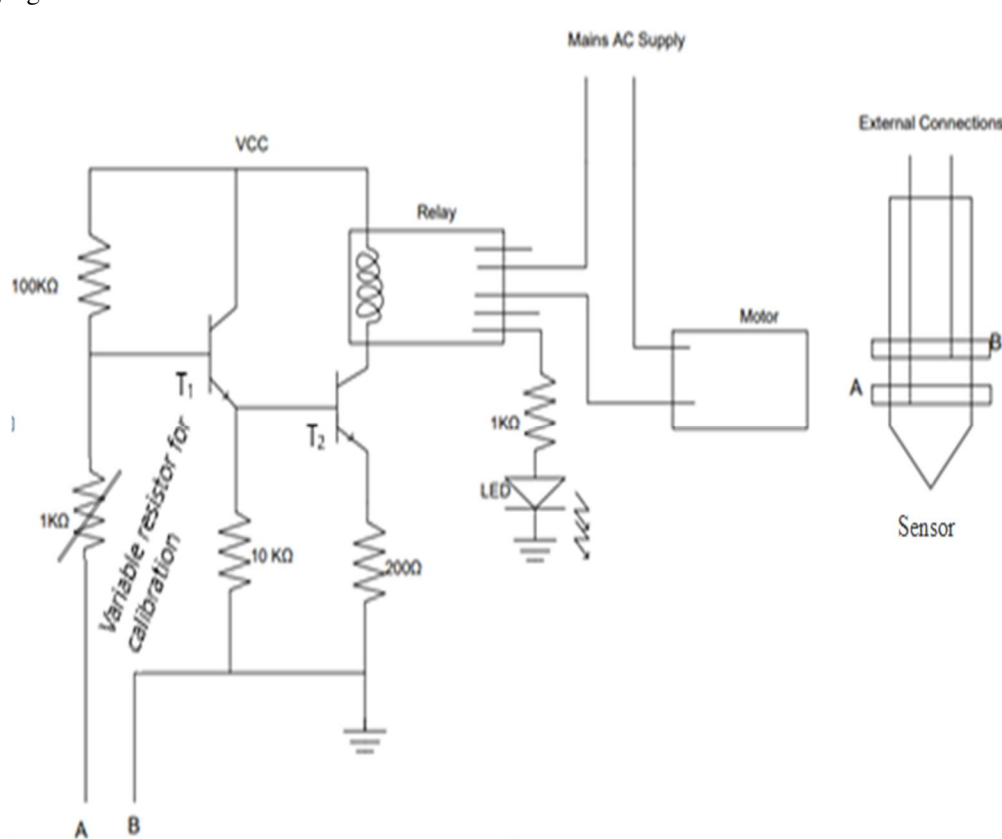 Mains AC Supply
External Connections
VCC
Relay
100KΩ
Motor
B
A
T₁
T₂
1KΩ
LED
Sensor
1KΩ
Variable resistor for
calibration
10 KΩ
200Ω
A
B